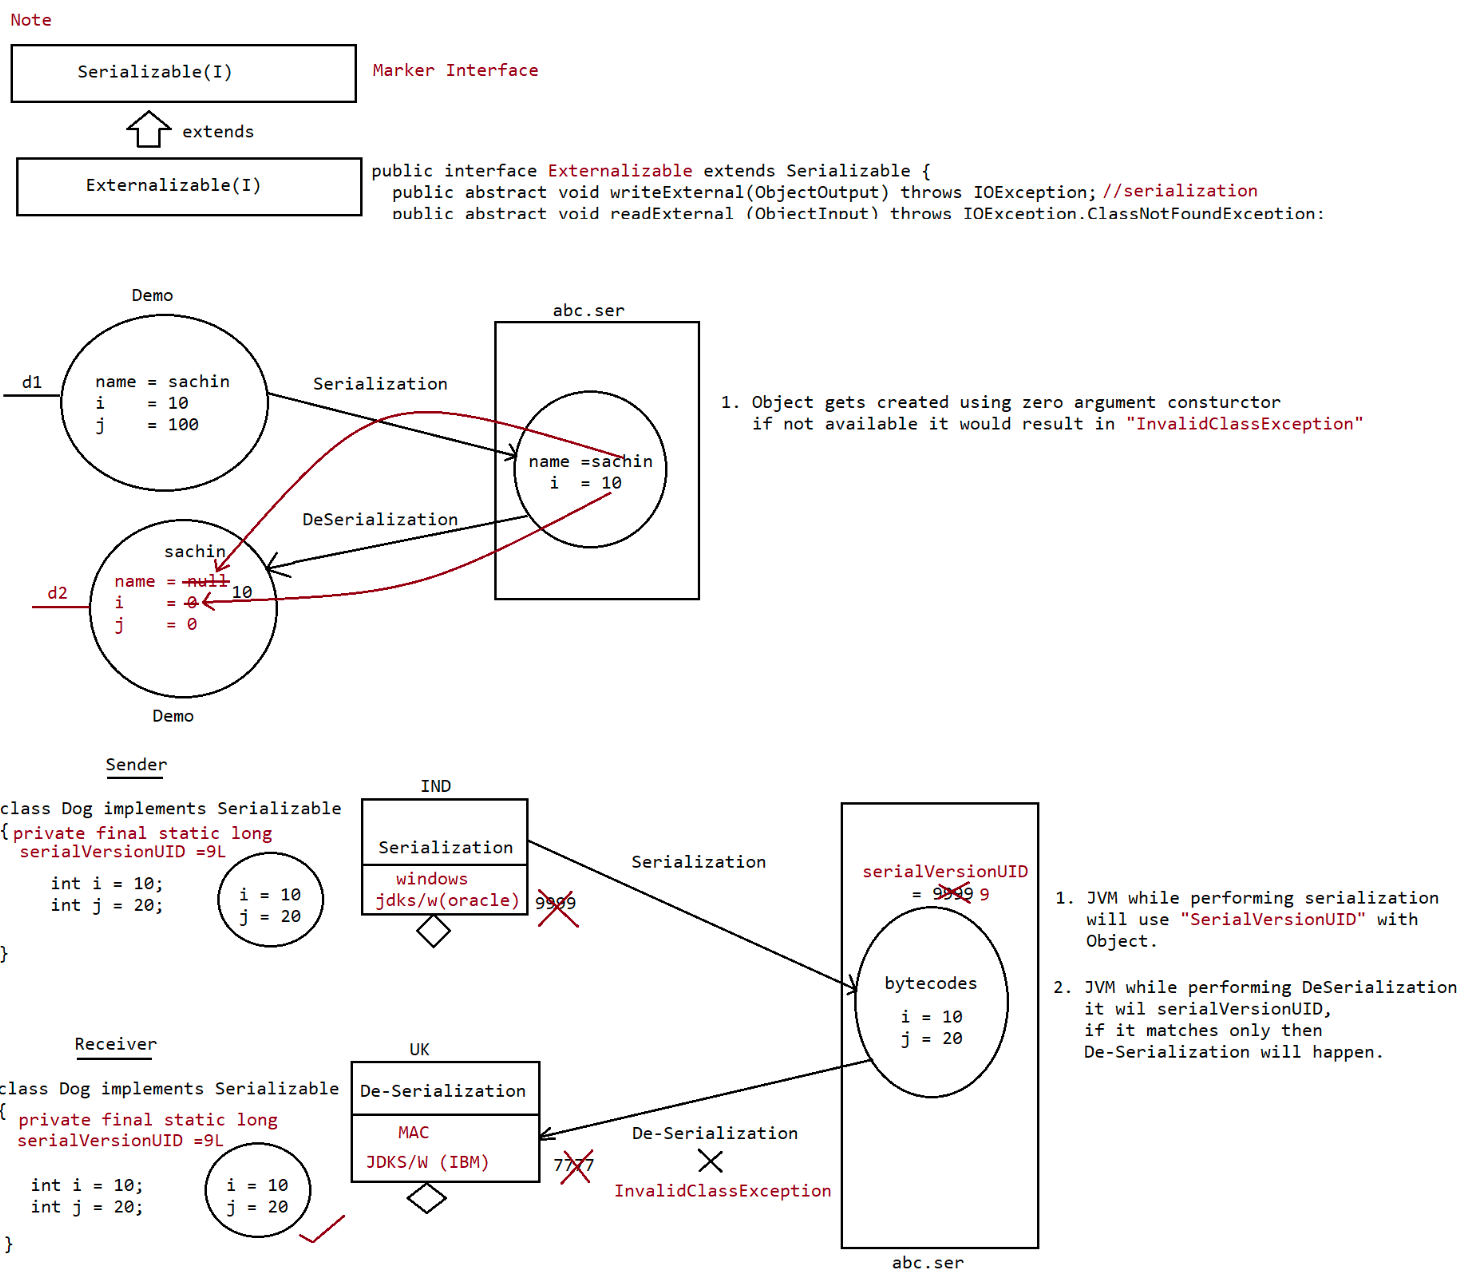 Note
Serializable(I)
Marker Interface
extends
Externalizable(I)
public interface Externalizable extends Serializable {
public abstract void writeExternal(ObjectOutput) throws IOException; //serialization
public abstract void readExternal (ObjectInput) throws IOException,ClassNotFoundException;
Demo
d1
name = sachin
i = 10
j = 100
Serialization
abc.ser
name =sachin
i = 10
1. Object gets created using zero argument consturctor
if not available it would result in "InvalidClassException"
DeSerialization
sachin
d2
name = null
i = 0 10
j = 0
Demo
Sender
class Dog implements Serializable
{private final static long
serialVersionUID =9L
int i = 10;
int j = 20;
}
i = 10
j = 20
IND
Serialization
windows
jdks/w(oracle)
9999
Serialization
serialVersionUID
= 9999 9
bytecodes
i = 10
j = 20
1. JVM while performing serialization
will use "SerialVersionUID" with
Object.
2. JVM while performing DeSerialization
it wil serialVersionUID,
if it matches only then
De-Serialization will happen.
Receiver
class Dog implements Serializable
{
private final static long
serialVersionUID =9L
int i = 10;
int j = 20;
}
i = 10
j = 20
UK
De-Serialization
MAC
JDKS/W (IBM)
7777
De-Serialization
InvalidClassException
abc.ser